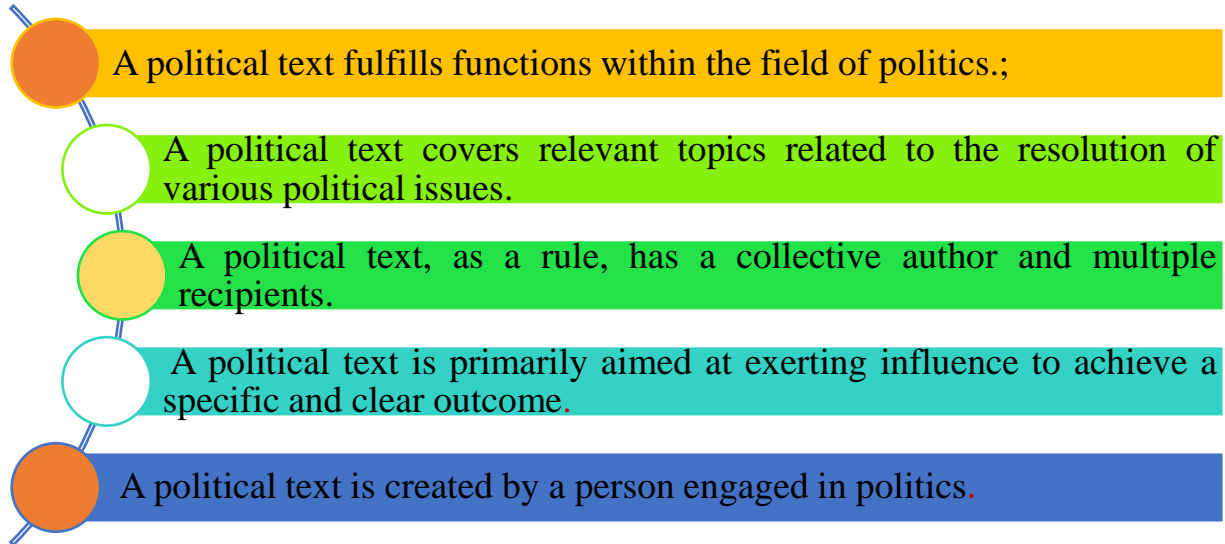 A political text fulfills functions within the field of politics.;
A political text covers relevant topics related to the resolution of
various political issues.
A political text, as a rule, has a collective author and multiple
recipients.
A political text is primarily aimed at exerting influence to achieve a
specific and clear outcome.
A political text is created by a person engaged in politics.